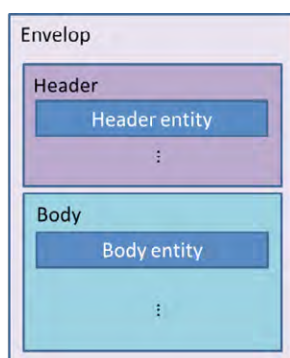 Envelop
Header
Header entity
⋮
Body
Body entity
⋮